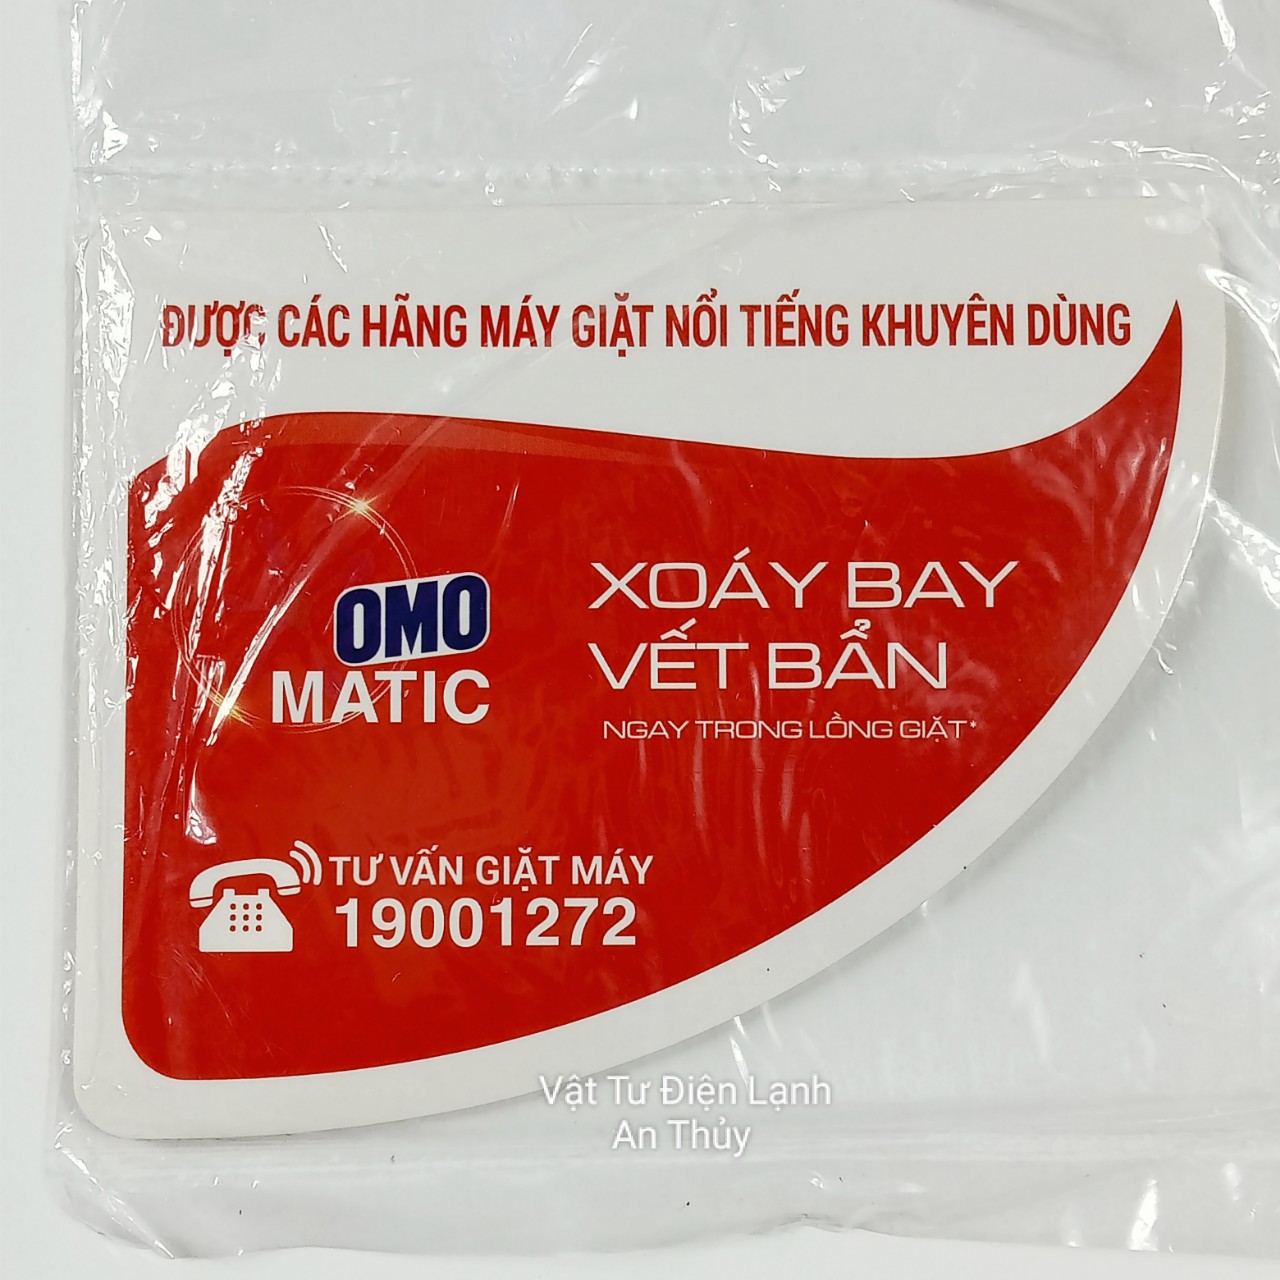 ĐƯỢC CÁC HÃNG MÁY GIẶT NỔI TIẾNG KHUYÊN DÙNG
OMO
MATIC
XOÁY BAY
VẾT BẨN
NGAY TRONG LỒNG GIẶT*
TƯ VẤN GIẶT MÁY
19001272
Vật Tư Điện Lạnh
An Thủy